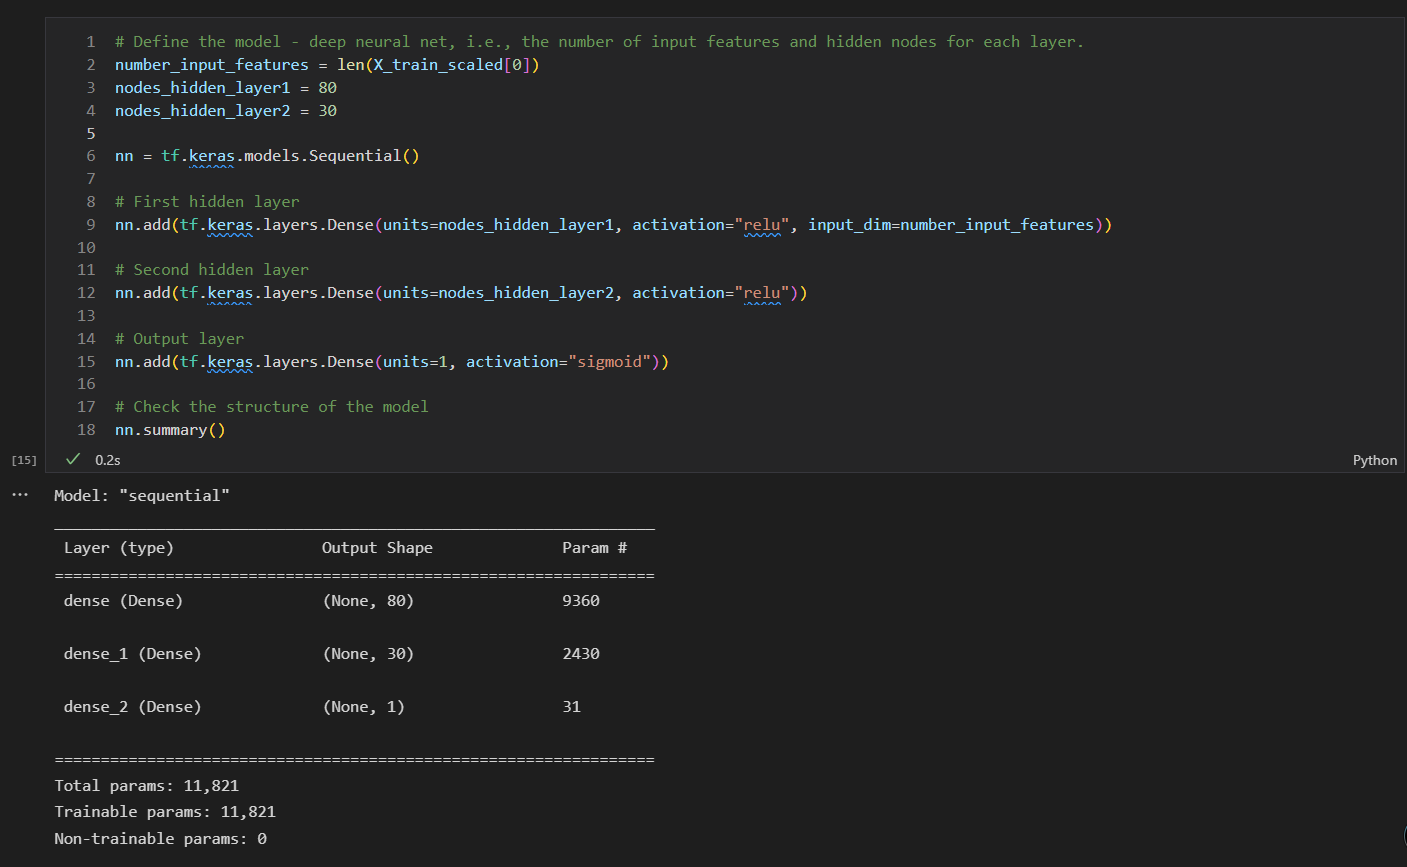 1 # Define the model - deep neural net, i.e., the number of input features and hidden nodes for each layer.
2 number_input_features = len(X_train_scaled[0])
3 nodes_hidden_layer1 = 80
4 nodes_hidden_layer2 = 30
5
6 nn = tf.keras.models.Sequential()
7
8 # First hidden layer
9 nn.add(tf.keras.layers.Dense(units=nodes_hidden_layer1, activation="relu", input_dim=number_input_features))
10
11 # Second hidden layer
12 nn.add(tf.keras.layers.Dense(units=nodes_hidden_layer2, activation="relu"))
13
14 # Output layer
15 nn.add(tf.keras.layers.Dense(units=1, activation="sigmoid"))
16
17 # Check the structure of the model
18 nn.summary()
[15] ✓ 0.2s Python
... Model: "sequential"
_________________________________________________________________
Layer (type) Output Shape Param #
=================================================================
dense (Dense) (None, 80) 9360
dense_1 (Dense) (None, 30) 2430
dense_2 (Dense) (None, 1) 31
=================================================================
Total params: 11,821
Trainable params: 11,821
Non-trainable params: 0